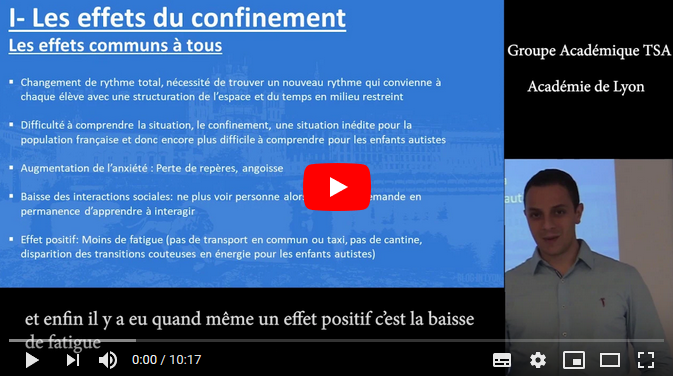 I- Les effets du confinement
Les effets communs à tous
Changement de rythme total, nécessité de trouver un nouveau rythme qui convienne à
chaque élève avec une structuration de l'espace et du temps en milieu restreint
Difficulté à comprendre la situation, le confinement, une situation inédite pour la
population française et donc encore plus difficile à comprendre pour les enfants autistes
Augmentation de l'anxiété : Perte de repères, angoisse
Baisse des interactions sociales: ne plus voir personne
permanence d'apprendre à interagir
Effet positif: Moins de fatigue (pas de transport en commun ou taxi, pas de cantine,
disparition des transitions couteuses en énergie pour les enfants autistes)
Groupe Académique TSA
Académie de Lyon
et enfin il y a eu quand même un effet positif c'est la baisse
de fatigue
0:00 / 10:17